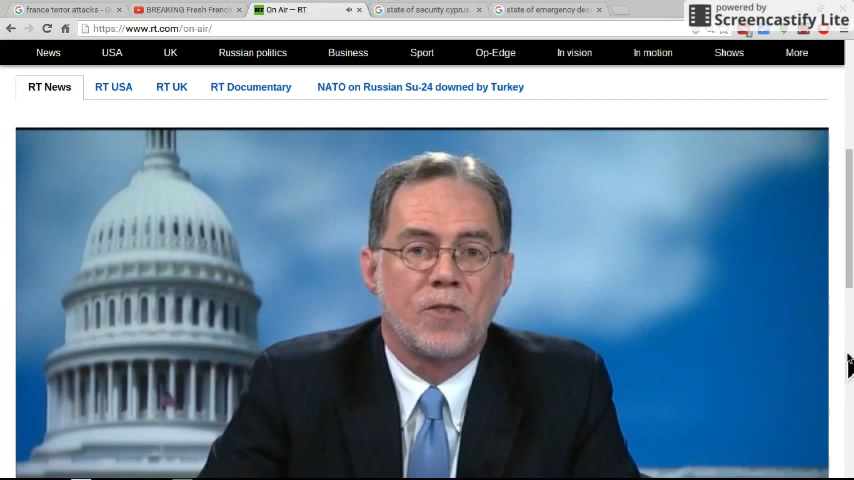 france terror attacks - G
BREAKING Fresh French
RT On Air — RT
state of security cyprus
state of emergency dec
powered by
Screencastify Lite
https://www.rt.com/on-air/
News USA UK Russian politics Business Sport Op-Edge In vision In motion Shows More
RT News RT USA RT UK RT Documentary NATO on Russian Su-24 downed by Turkey